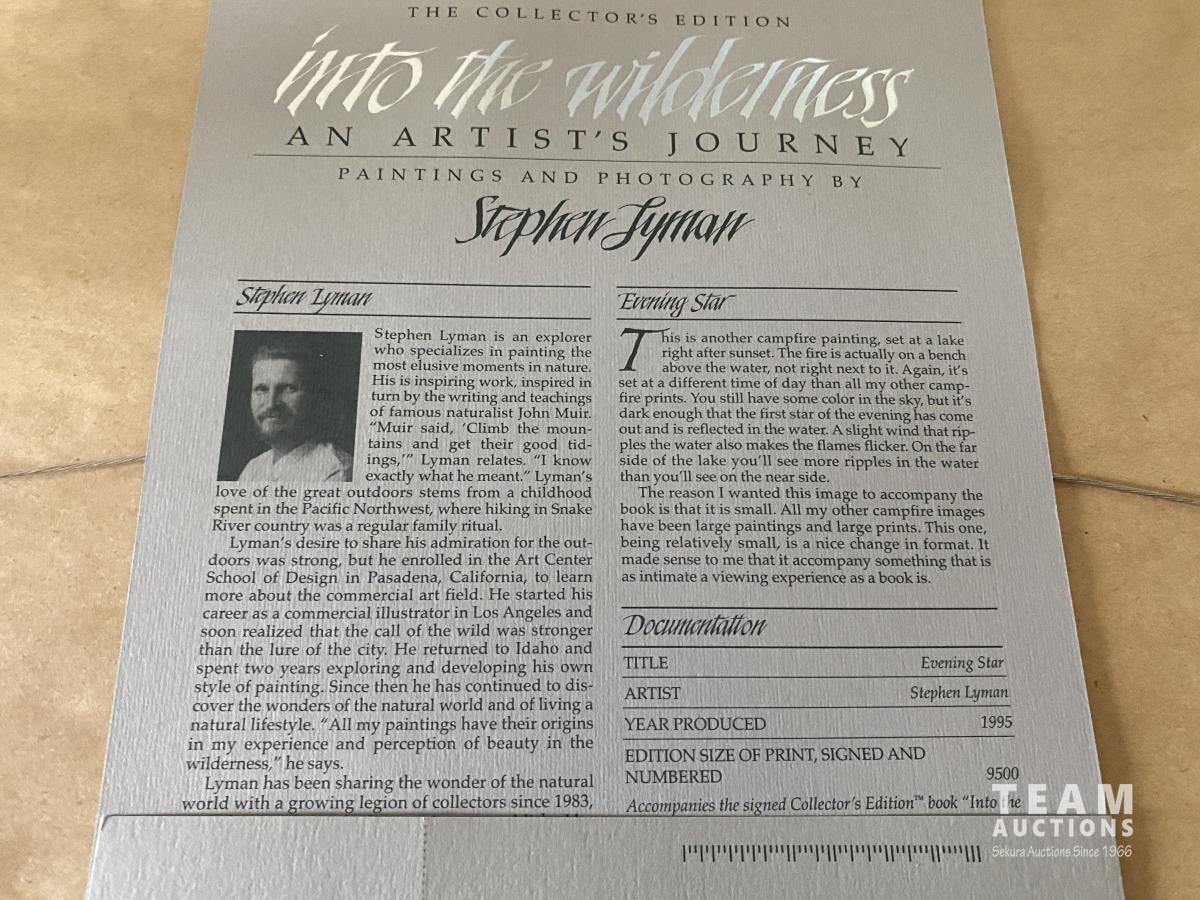 THE COLLECTOR'S EDITION
into the wilderness
AN ARTIST'S JOURNEY
PAINTINGS AND PHOTOGRAPHY BY
Stephen Lyman
Stephen Lyman
Stephen Lyman is an explorer
who specializes in painting the
most elusive moments in nature.
His is inspiring work, inspired in
turn by the writing and teachings
of famous naturalist John Muir.
"Muir said, 'Climb the moun-
tains and get their good tid-
ings,'" Lyman relates. "I know
exactly what he meant." Lyman's
love of the great outdoors stems from a childhood
spent in the Pacific Northwest, where hiking in Snake
River country was a regular family ritual.
Lyman's desire to share his admiration for the out-
doors was strong, but he enrolled in the Art Center
School of Design in Pasadena, California, to learn
more about the commercial art field. He started his
career as a commercial illustrator in Los Angeles and
soon realized that the call of the wild was stronger
than the lure of the city. He returned to Idaho and
spent two years exploring and developing his own
style of painting. Since then he has continued to dis-
cover the wonders of the natural world and of living a
natural lifestyle. "All my paintings have their origins
in my experience and perception of beauty in the
wilderness," he says.
Lyman has been sharing the wonder of the natural
world with a growing legion of collectors since 1983,
Evening Star
This is another campfire painting, set at a lake
right after sunset. The fire is actually on a bench
above the water, not right next to it. Again, it's
set at a different time of day than all my other camp-
fire prints. You still have some color in the sky, but it's
dark enough that the first star of the evening has come
out and is reflected in the water. A slight wind that rip-
ples the water also makes the flames flicker. On the far
side of the lake you'll see more ripples in the water
than you'll see on the near side.
The reason I wanted this image to accompany the
book is that it is small. All my other campfire images
have been large paintings and large prints. This one,
being relatively small, is a nice change in format. It
made sense to me that it accompany something that is
as intimate a viewing experience as a book is.
Documentation
TITLE Evening Star
ARTIST Stephen Lyman
YEAR PRODUCED 1995
EDITION SIZE OF PRINT, SIGNED AND
NUMBERED 9500
Accompanies the signed Collector's Edition™ book "Into the
TEAM
AUCTIONS
Sekura Auctions Since 1966